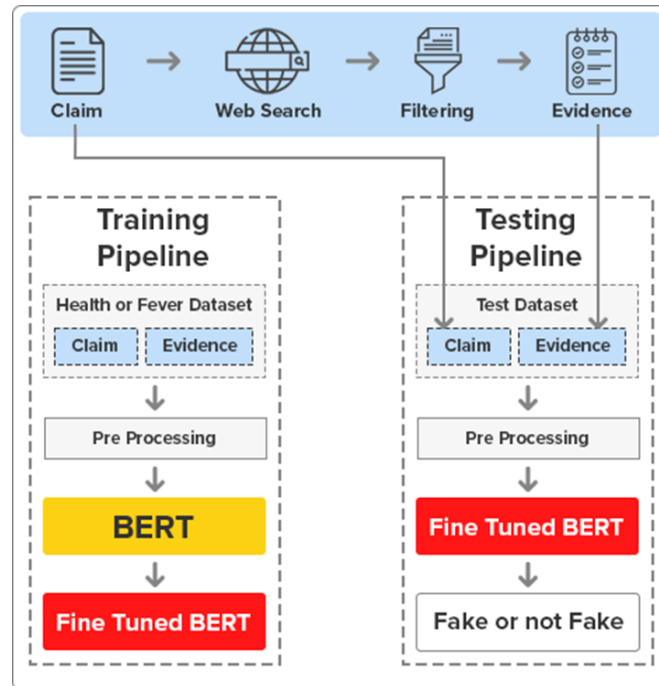 Claim
Web Search
Filtering
Evidence
Training
Pipeline
Health or Fever Dataset
Claim
Evidence
Pre Processing
BERT
Fine Tuned BERT
Testing
Pipeline
Test Dataset
Claim
Evidence
Pre Processing
Fine Tuned BERT
Fake or not Fake